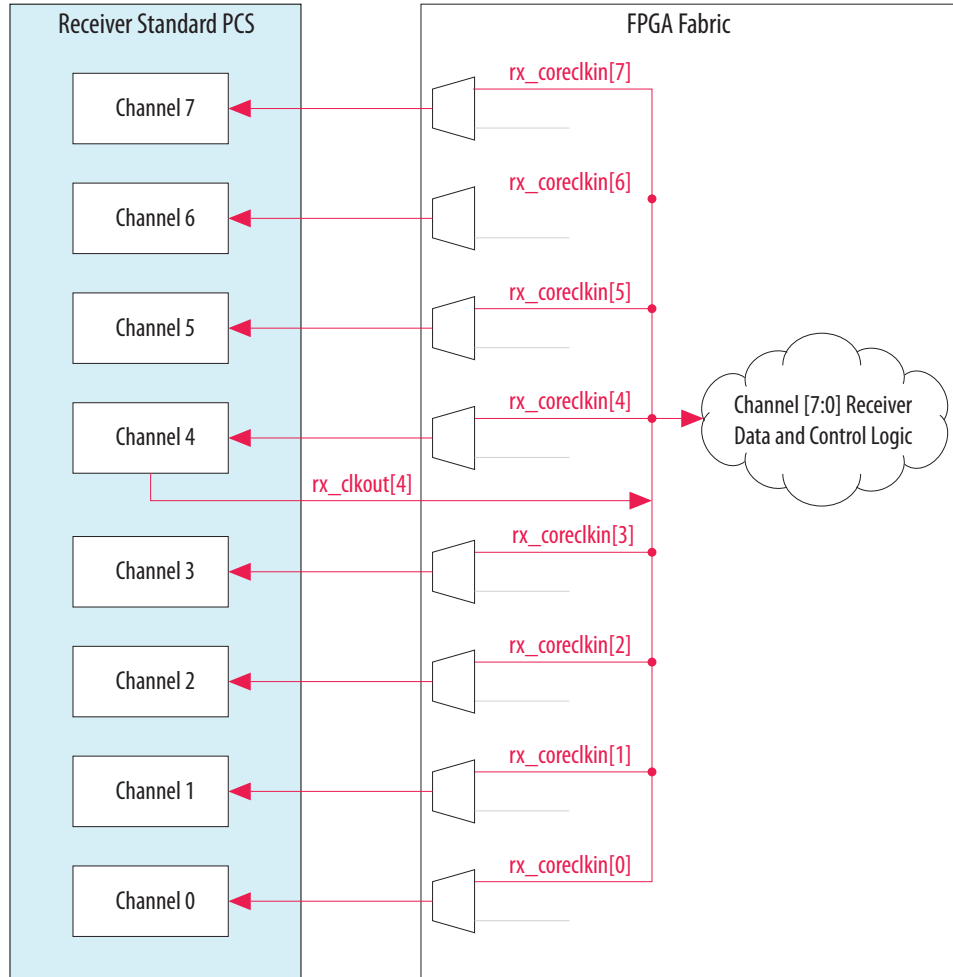 Receiver Standard PCS
FPGA Fabric
rx_coreclkin[7]
Channel 7
rx_coreclkin[6]
Channel 6
rx_coreclkin[5]
Channel 5
rx_coreclkin[4]
Channel 4
Channel [7:0] Receiver
Data and Control Logic
rx_clkout[4]
rx_coreclkin[3]
Channel 3
rx_coreclkin[2]
Channel 2
rx_coreclkin[1]
Channel 1
rx_coreclkin[0]
Channel 0